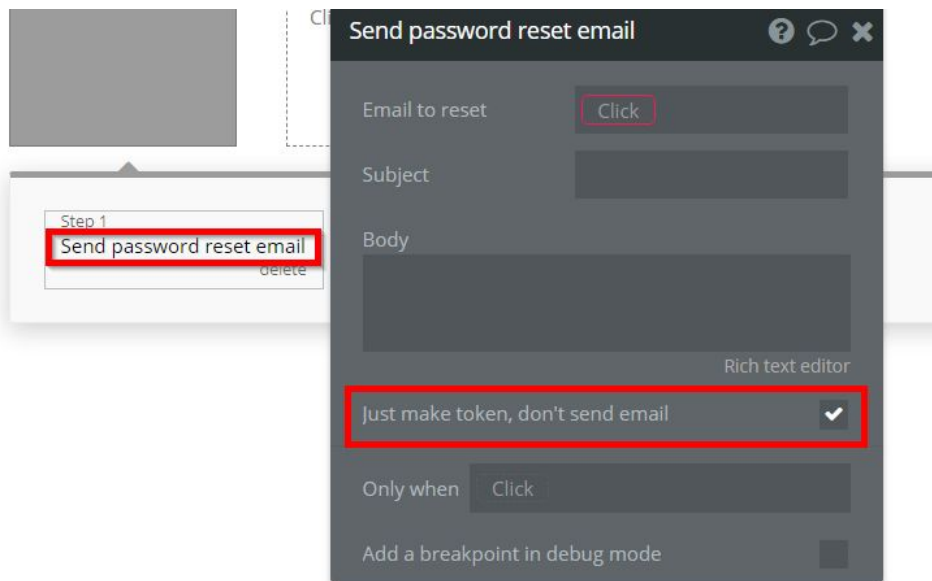 Send password reset email
Email to reset Click
Subject
Step 1
Send password reset email
delete
Body
Rich text editor
Just make token, don't send email
Only when Click
Add a breakpoint in debug mode